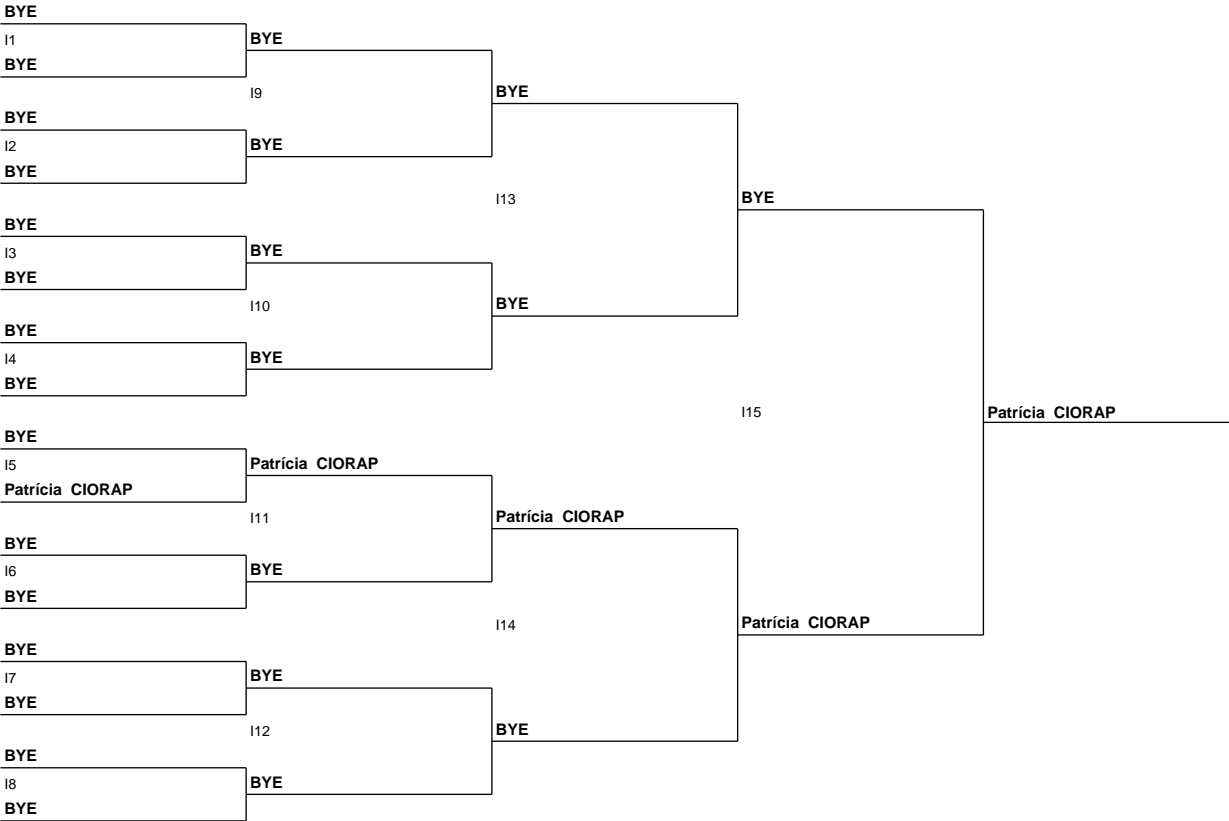 BYE
I1
BYE
BYE
I9
BYE
BYE
I2
BYE
BYE
I13
BYE
BYE
I3
BYE
BYE
I10
BYE
BYE
I4
BYE
BYE
I15
Patrícia CIORAP
BYE
I5
Patrícia CIORAP
Patrícia CIORAP
I11
Patrícia CIORAP
BYE
I6
BYE
BYE
I14
Patrícia CIORAP
BYE
I7
BYE
BYE
I12
BYE
BYE
I8
BYE
BYE